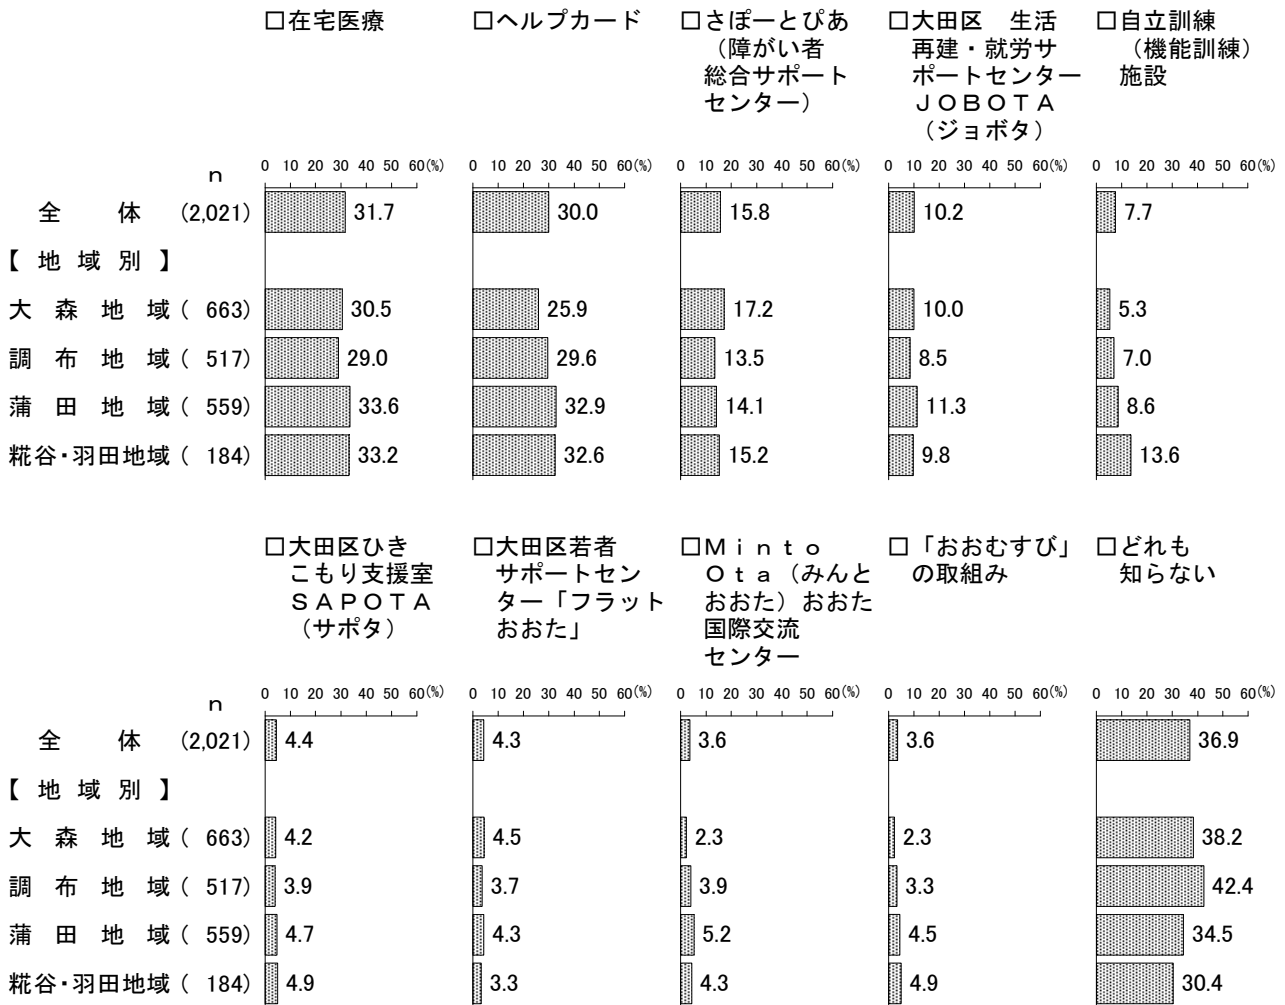 □在宅医療
□ヘルプカード
□さぽーとぴあ
（障がい者
総合サポート
センター）
□大田区　生活
再建・就労サ
ポートセンター
ＪＯＢＯＴＡ
（ジョボタ）
□自立訓練
（機能訓練）
施設
0 10 20 30 40 50 60(%) 0 10 20 30 40 50 60(%) 0 10 20 30 40 50 60(%) 0 10 20 30 40 50 60(%) 0 10 20 30 40 50 60(%)
ｎ
全　体 (2,021) 31.7 30.0 15.8 10.2 7.7
【地域別】
大森地域( 663) 30.5 25.9 17.2 10.0 5.3
調布地域( 517) 29.0 29.6 13.5 8.5 7.0
蒲田地域( 559) 33.6 32.9 14.1 11.3 8.6
糀谷・羽田地域( 184) 33.2 32.6 15.2 9.8 13.6
□大田区ひき
こもり支援室
ＳＡＰＯＴＡ
（サポタ）
□大田区若者
サポートセン
ター「フラット
おおた」
□Ｍｉｎｔｏ
Ｏｔａ（みんと
おおた）おおた
国際交流
センター
□「おおむすび」
の取組み
□どれも
知らない
0 10 20 30 40 50 60(%) 0 10 20 30 40 50 60(%) 0 10 20 30 40 50 60(%) 0 10 20 30 40 50 60(%) 0 10 20 30 40 50 60(%)
ｎ
全　体 (2,021) 4.4 4.3 3.6 3.6 36.9
【地域別】
大森地域( 663) 4.2 4.5 2.3 2.3 38.2
調布地域( 517) 3.9 3.7 3.9 3.3 42.4
蒲田地域( 559) 4.7 4.3 5.2 4.5 34.5
糀谷・羽田地域( 184) 4.9 3.3 4.3 4.9 30.4